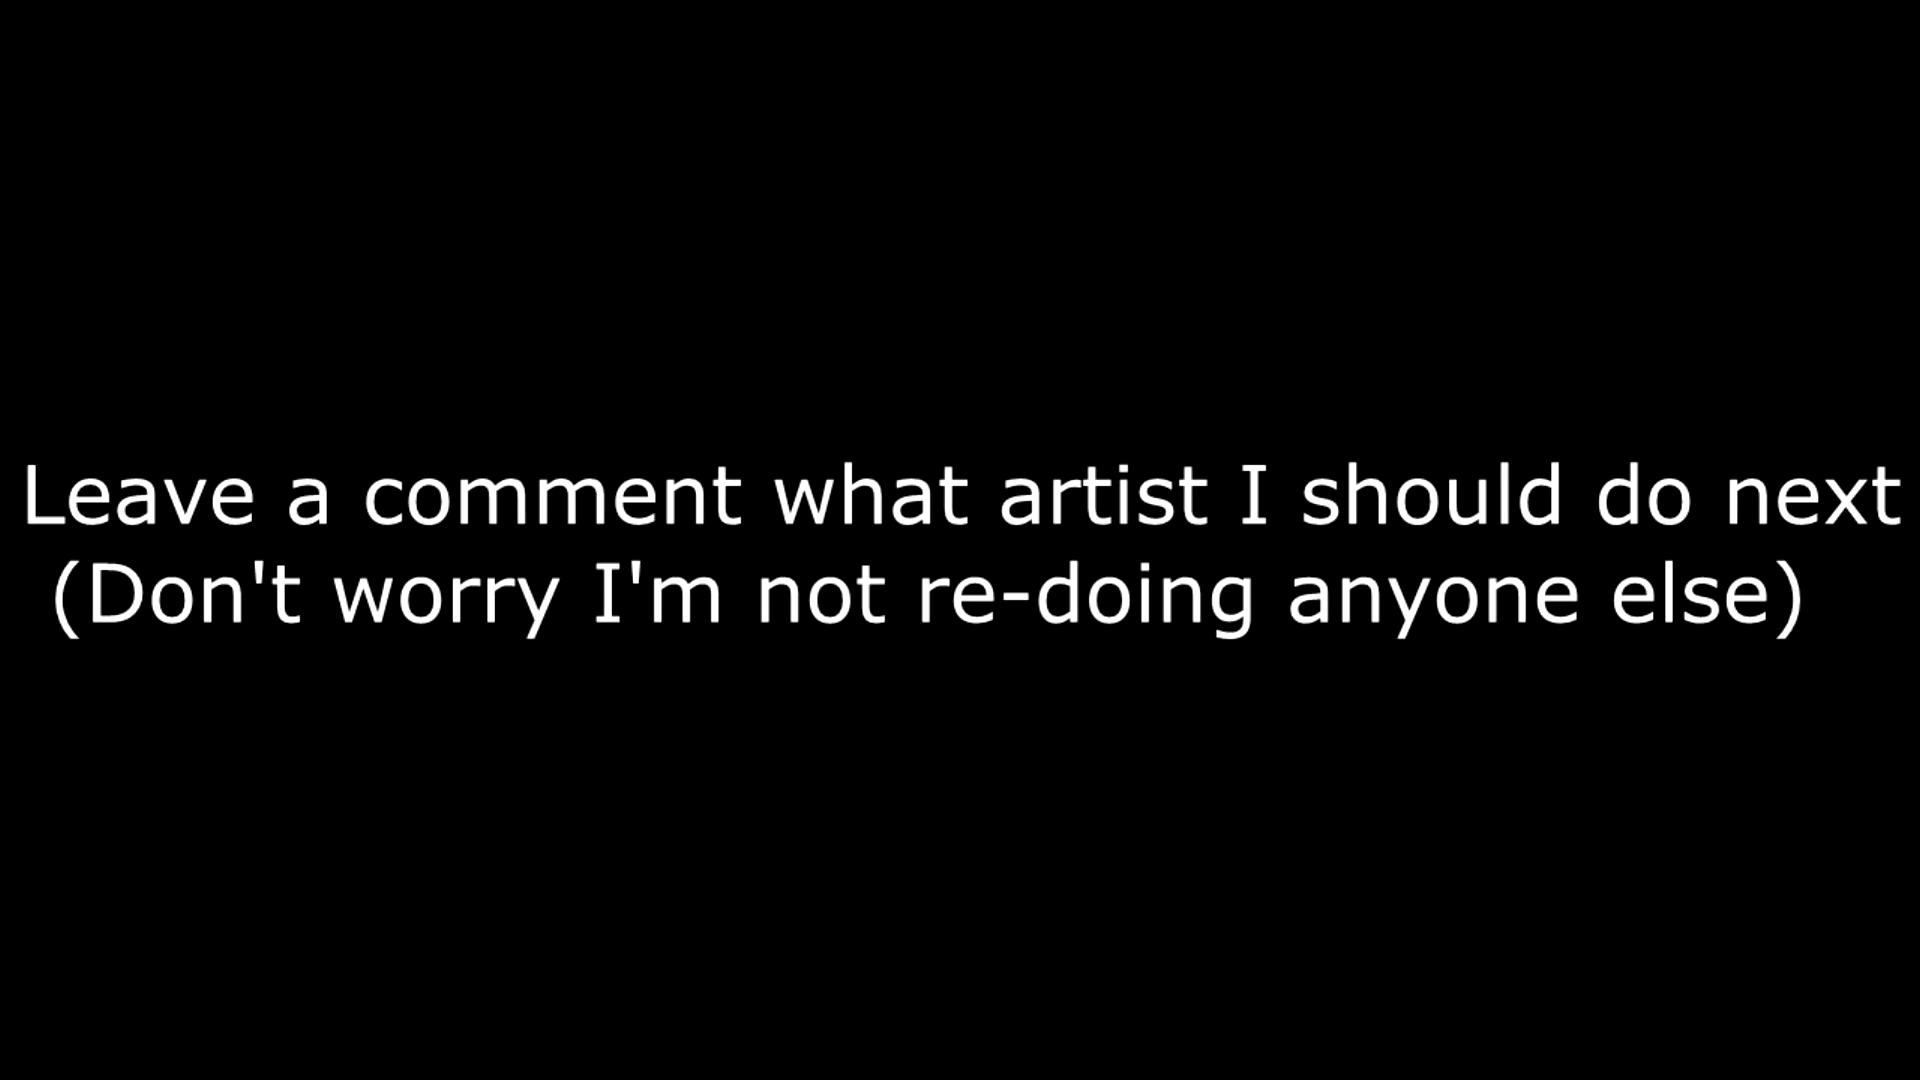 Leave a comment what artist I should do next
(Don't worry I'm not re-doing anyone else)